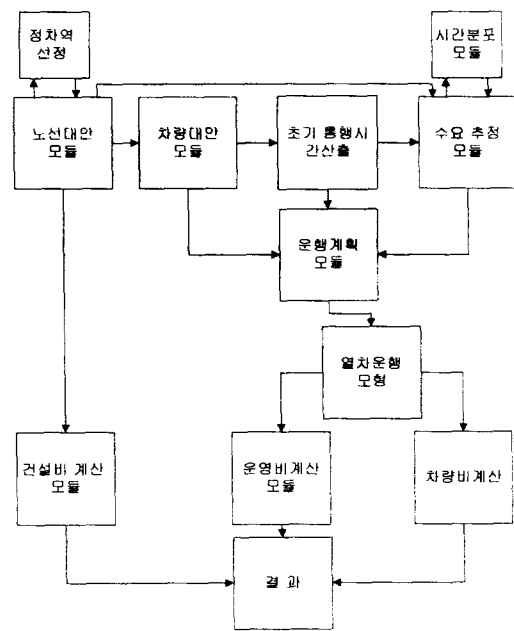 정차역
선정
시간분포
모듈
노선대안
모듈
차량대안
모듈
초기 통행시
간산출
수요 추정
모듈
운행계획
모듈
열차운행
모형
건설비 계산
모듈
운영비계산
모듈
차량비계산
결 과